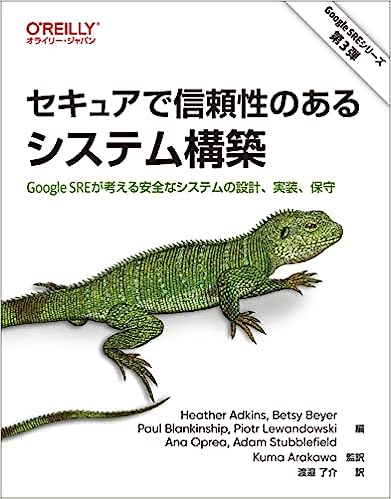 O'REILLY
オライリー・ジャパン
Google SREシリーズ
第3弾
セキュアで信頼性のある
システム構築
Google SREが考える安全なシステムの設計、実装、保守
Heather Adkins, Betsy Beyer
Paul Blankinship, Piotr Lewandowski 編
Ana Oprea, Adam Stubblefield
Kuma Arakawa 監訳
渡邉 了介 訳